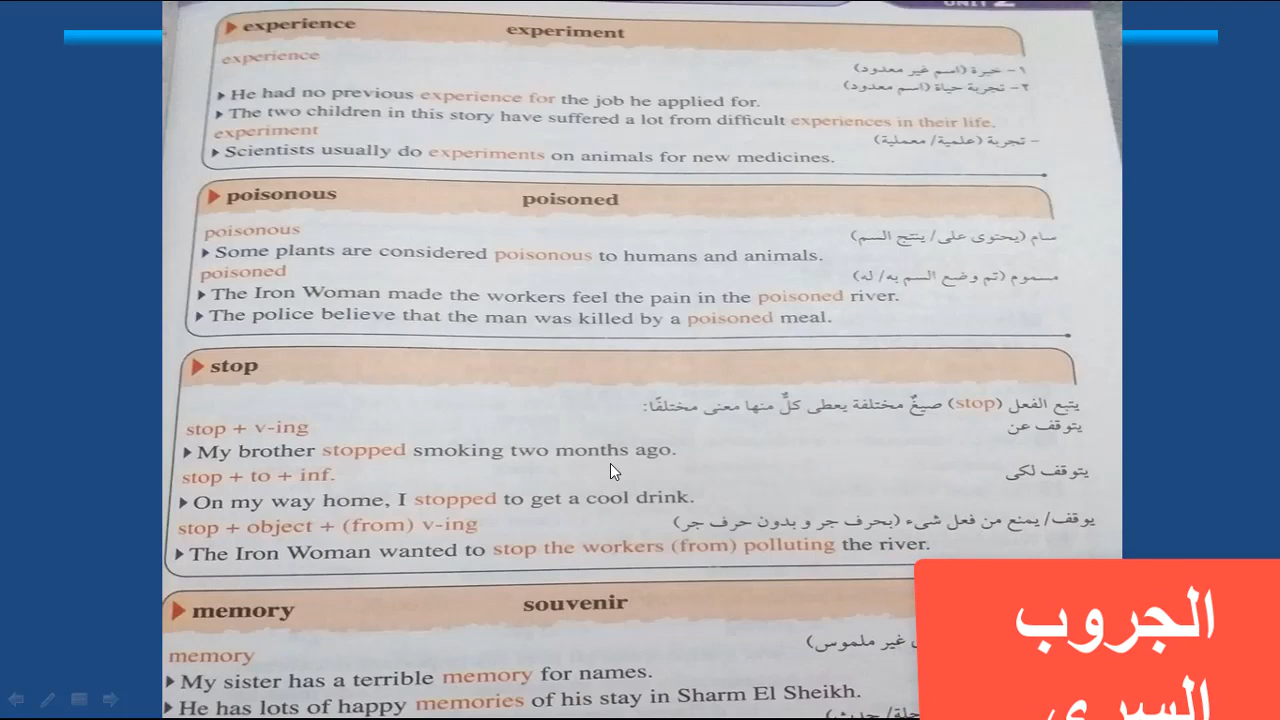 UNIT 2
experience experiment
experience
١- خبرة (اسم غير معدود)
٢- تجربة حياة (اسم معدود)
He had no previous experience for the job he applied for.
The two children in this story have suffered a lot from difficult experiences in their life.
experiment
- تجربة (علمية/ معملية)
Scientists usually do experiments on animals for new medicines.
poisonous poisoned
poisonous
سام (يحتوى على/ ينتج السم)
Some plants are considered poisonous to humans and animals.
poisoned
مسموم (تم وضع السم به/ له)
The Iron Woman made the workers feel the pain in the poisoned river.
The police believe that the man was killed by a poisoned meal.
stop
يتبع الفعل (stop) صيغٌ مختلفة يعطى كلٌّ منها معنى مختلفًا:
stop + v-ing يتوقف عن
My brother stopped smoking two months ago.
stop + to + inf. يتوقف لكى
On my way home, I stopped to get a cool drink.
stop + object + (from) v-ing يوقف/ يمنع من فعل شىء (بحرف جر و بدون حرف جر)
The Iron Woman wanted to stop the workers (from) polluting the river.
memory souvenir
memory
غير ملموس)
My sister has a terrible memory for names.
He has lots of happy memories of his stay in Sharm El Sheikh.
الجروب
السري